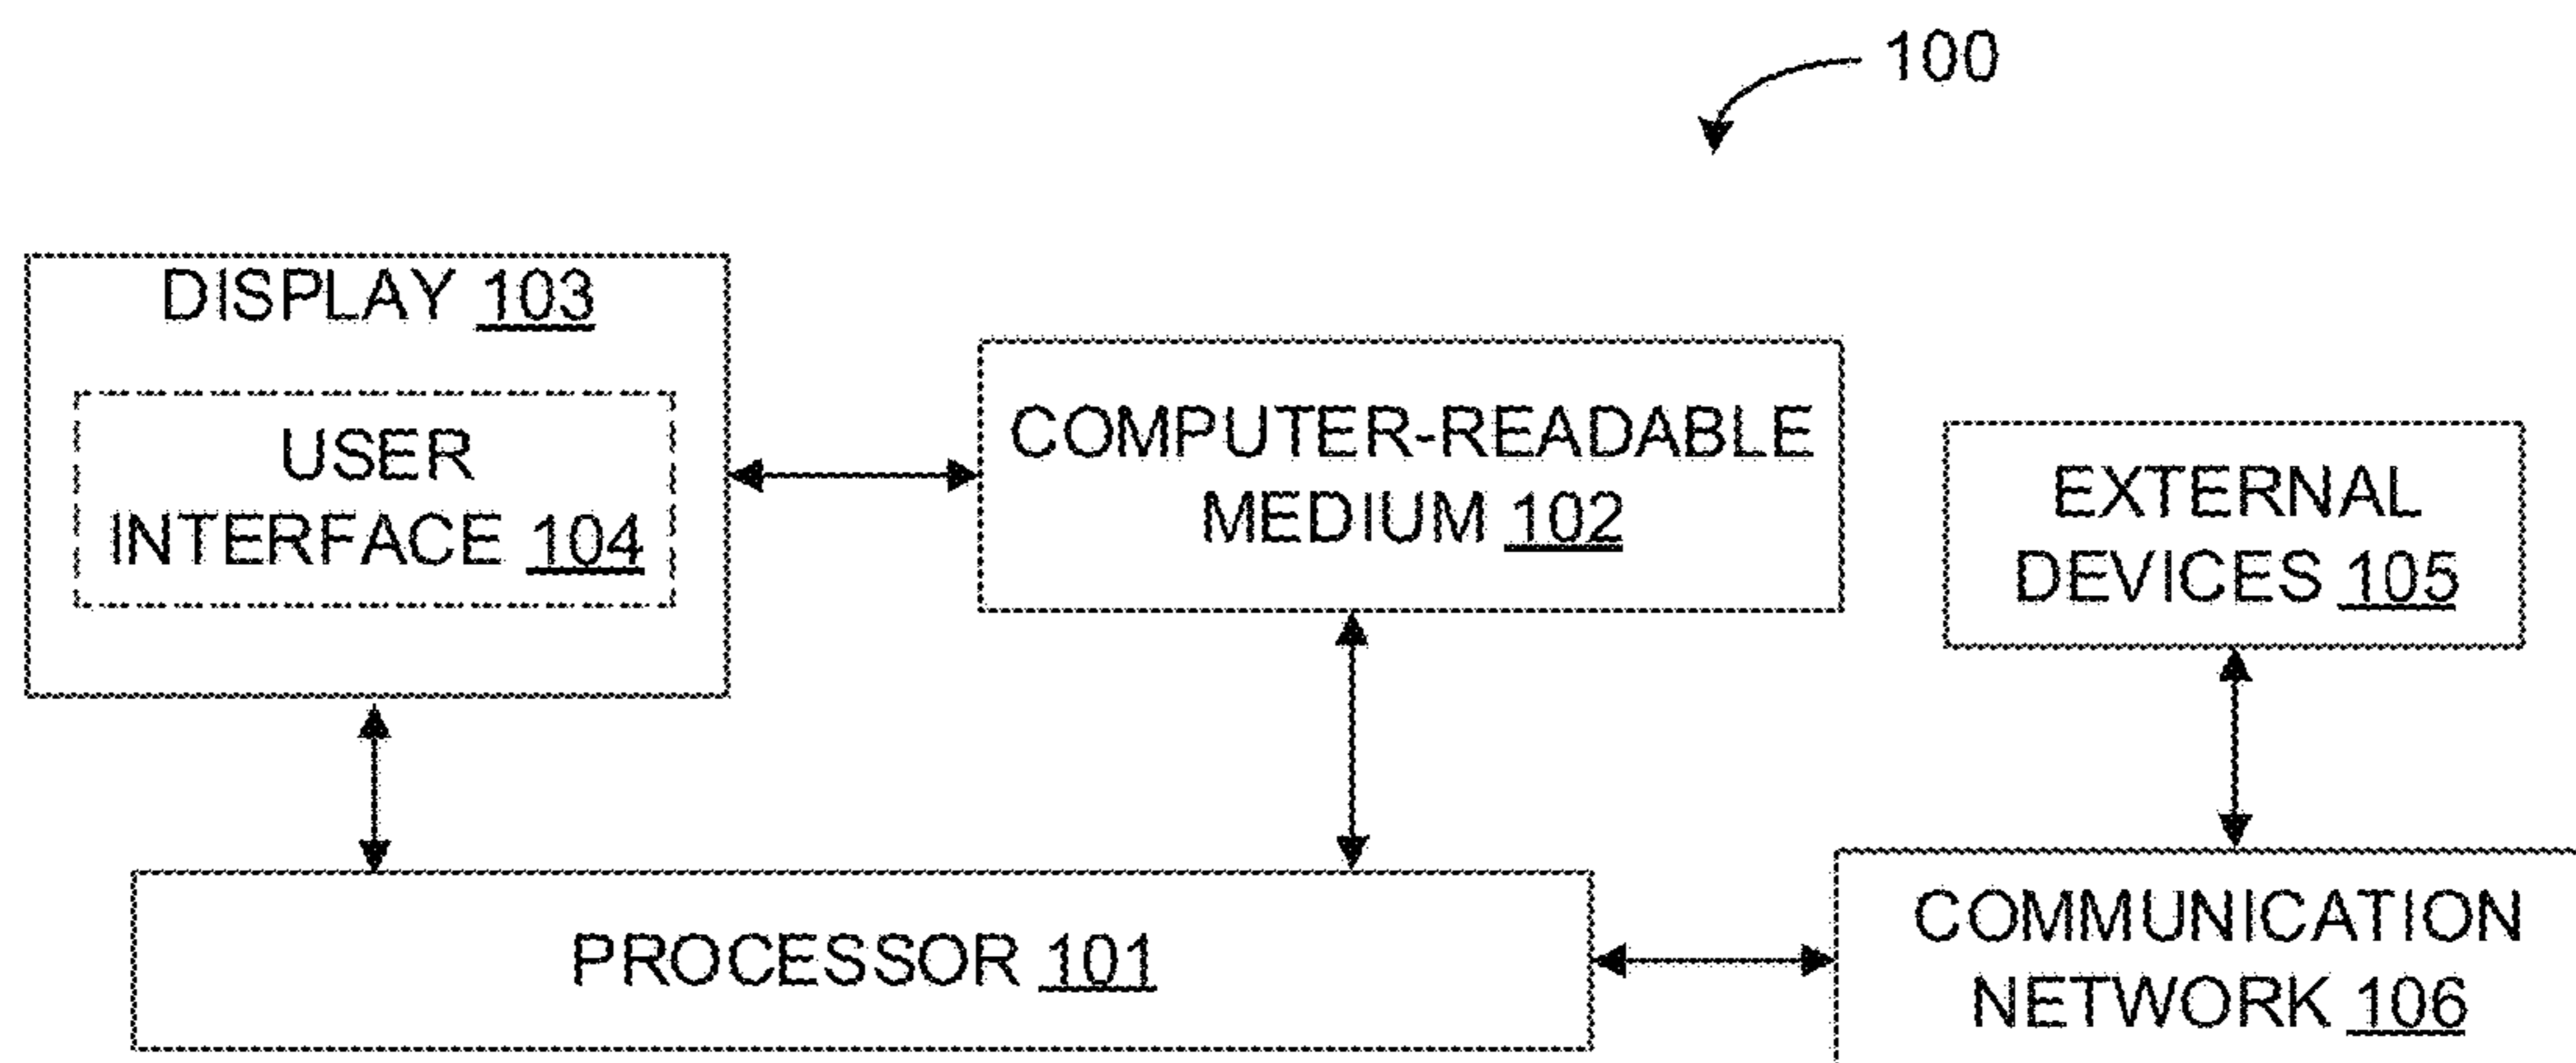 100
DISPLAY 103
USER
INTERFACE 104
COMPUTER-READABLE
MEDIUM 102
EXTERNAL
DEVICES 105
PROCESSOR 101
COMMUNICATION
NETWORK 106